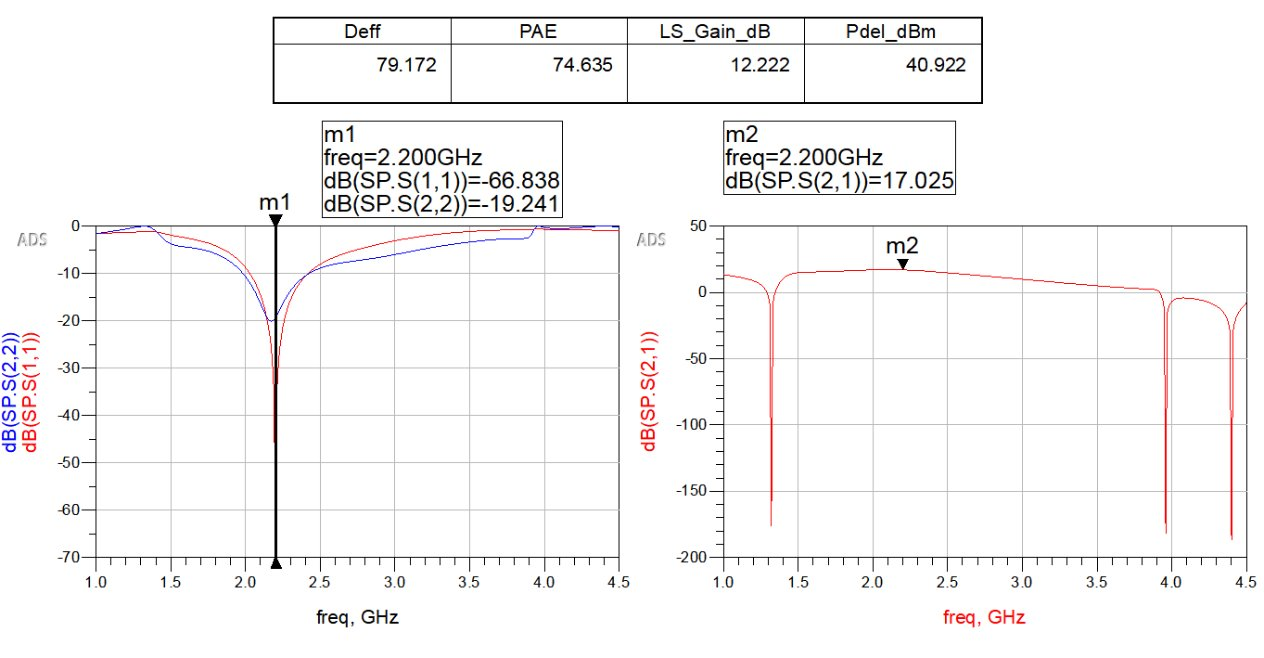 Deff PAE LS_Gain_dB Pdel_dBm
79.172 74.635 12.222 40.922
m1
freq=2.200GHz
dB(SP.S(1,1))=-66.838
dB(SP.S(2,2))=-19.241
m2
freq=2.200GHz
dB(SP.S(2,1))=17.025
m1
ADS
0
-10
-20
-30
-40
-50
-60
-70
dB(SP.S(2,2))
dB(SP.S(1,1))
1.0 1.5 2.0 2.5 3.0 3.5 4.0 4.5
freq, GHz
m2
ADS
50
0
-50
-100
-150
-200
dB(SP.S(2,1))
1.0 1.5 2.0 2.5 3.0 3.5 4.0 4.5
freq, GHz